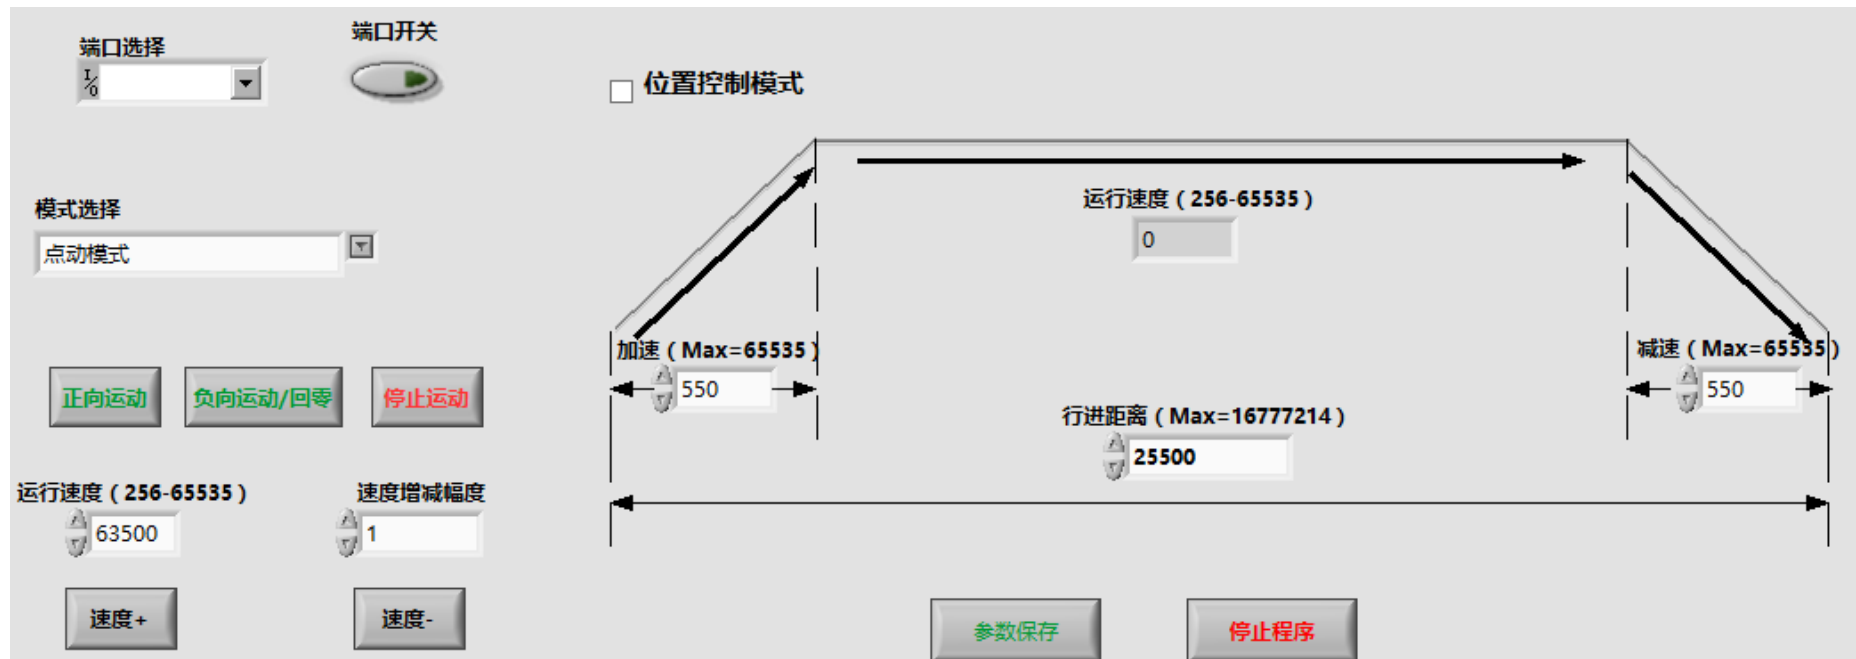 端口选择
端口开关
I/O
位置控制模式
模式选择
点动模式
运行速度(256-65535)
0
正向运动
负向运动/回零
停止运动
加速(Max=65535)
550
减速(Max=65535)
550
行进距离(Max=16777214)
25500
运行速度(256-65535)
63500
速度增减幅度
1
速度+
速度-
参数保存
停止程序